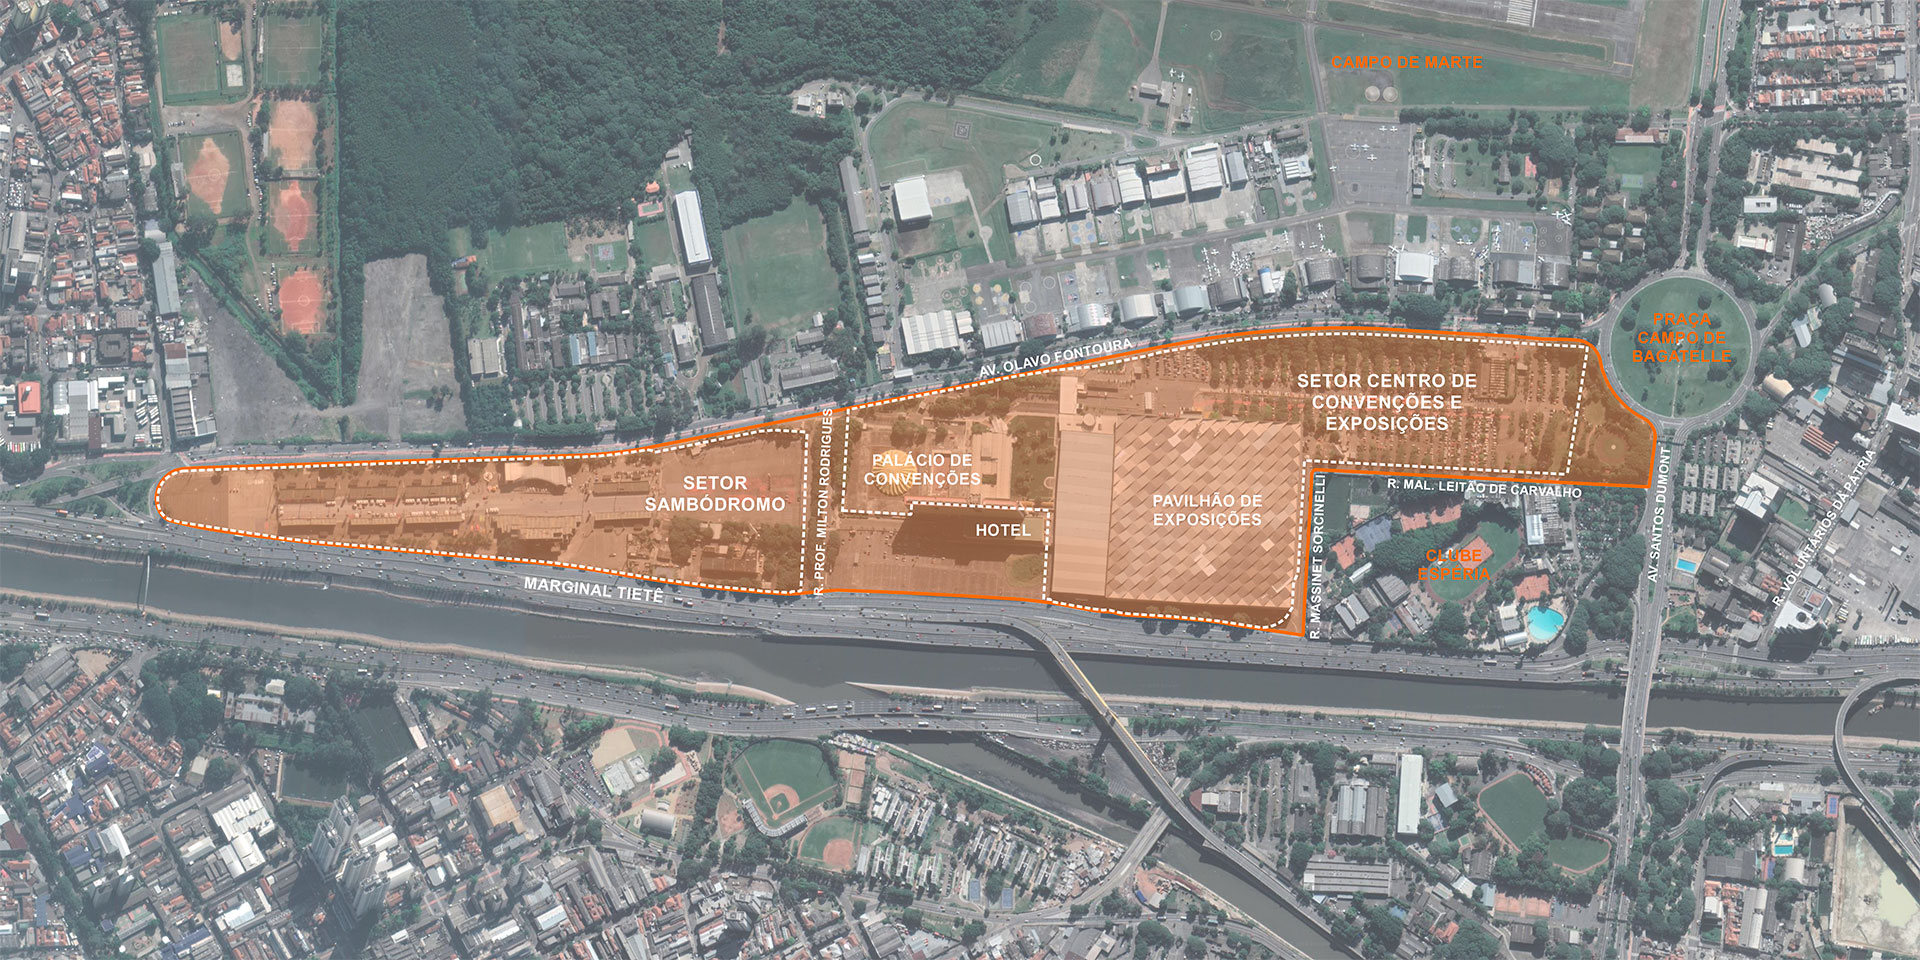 CAMPO DE MARTE
PRAÇA
CAMPO DE
BAGATELLE
AV. OLAVO FONTOURA
SETOR CENTRO DE
CONVENÇÕES E
EXPOSIÇÕES
SETOR
SAMBÓDROMO
R. PROF. MILTON RODRIGUES
PALÁCIO DE
CONVENÇÕES
HOTEL
PAVILHÃO DE
EXPOSIÇÕES
R. MAL. LEITÃO DE CARVALHO
R. MASSINET SORCINELLI
CLUBE
ESPÉRIA
AV. SANTOS DUMONT
R. VOLUNTÁRIOS DA PATRIA
MARGINAL TIETÊ